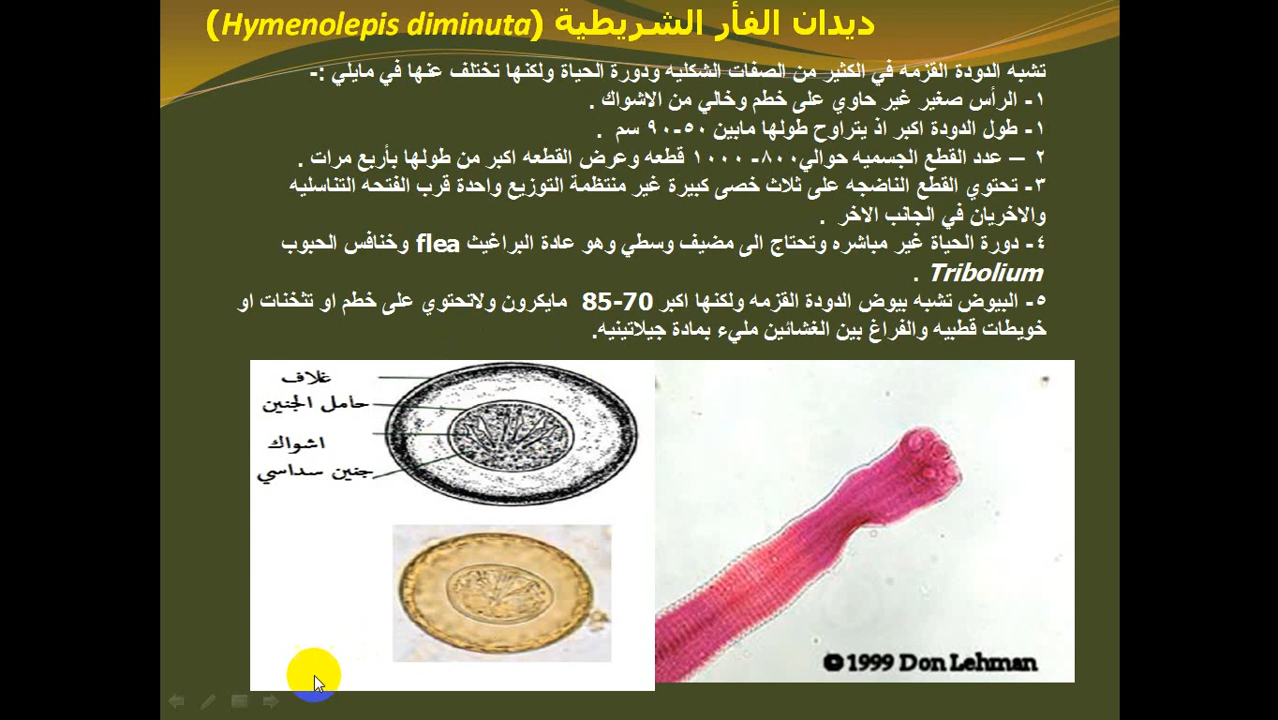 ديدان الفأر الشريطية (Hymenolepis diminuta)
تشبه الدودة القزمه في الكثير من الصفات الشكليه ودورة الحياة ولكنها تختلف عنها في مايلي :-
١- الرأس صغير غير حاوي على خطم وخالي من الاشواك .
١- طول الدودة اكبر اذ يتراوح طولها مابين ٥٠-٩٠ سم .
٢ – عدد القطع الجسميه حوالي٨٠٠- ١٠٠٠ قطعه وعرض القطعه اكبر من طولها بأربع مرات .
٣- تحتوي القطع الناضجه على ثلاث خصى كبيرة غير منتظمة التوزيع واحدة قرب الفتحه التناسليه
والاخريان في الجانب الاخر .
٤- دورة الحياة غير مباشره وتحتاج الى مضيف وسطي وهو عادة البراغيث flea وخنافس الحبوب
Tribolium .
٥- البيوض تشبه بيوض الدودة القزمه ولكنها اكبر 70-85 مايكرون ولاتحتوي على خطم او تثخنات او
خويطات قطبيه والفراغ بين الغشائين مليء بمادة جيلاتينيه.
غلاف
حامل الجنين
اشواك
جنين سداسي
© 1999 Don Lehman